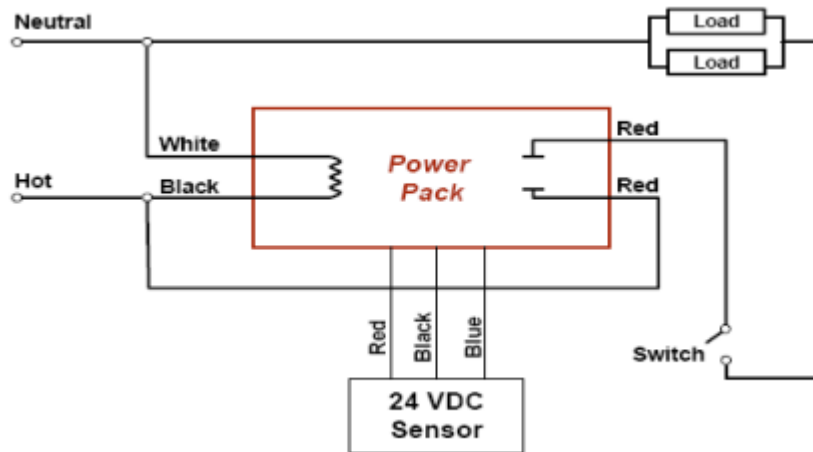 Neutral
Load
Load
White
Red
Power
Pack
Hot
Black
Red
Red
Black
Blue
Switch
24 VDC
Sensor